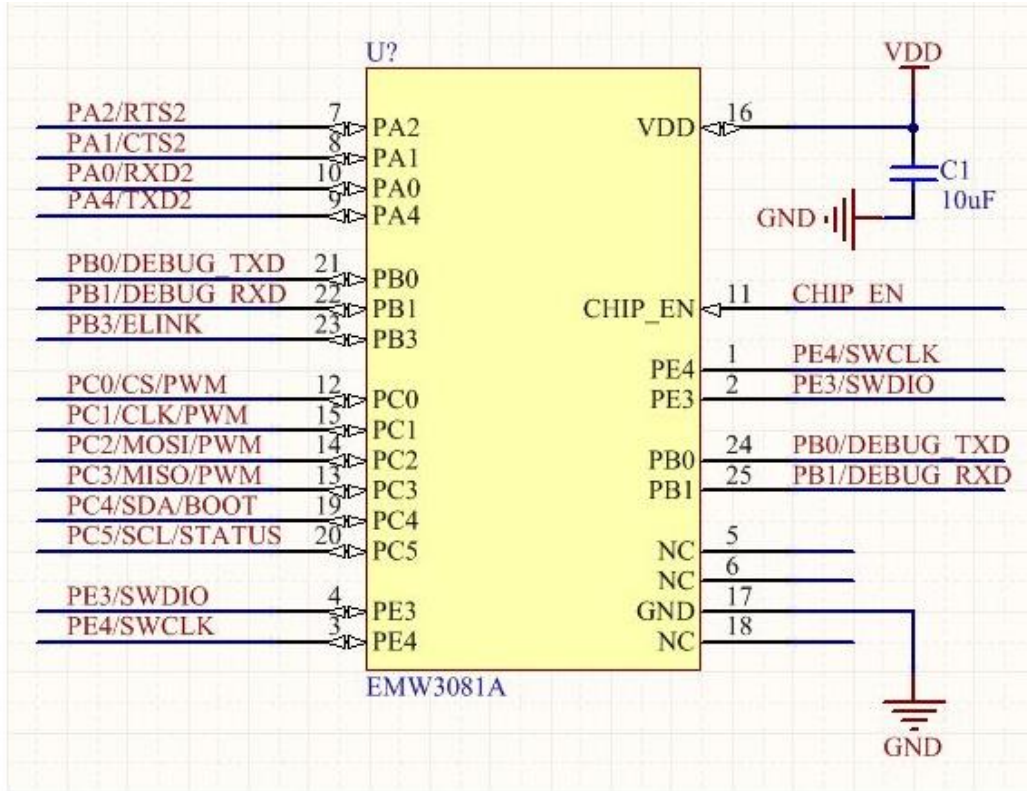 U?
VDD
PA2/RTS2 7 PA2
PA1/CTS2 8 PA1
PA0/RXD2 10 PA0
PA4/TXD2 9 PA4
PB0/DEBUG_TXD 21 PB0
PB1/DEBUG_RXD 22 PB1
PB3/ELINK 23 PB3
PC0/CS/PWM 12 PC0
PC1/CLK/PWM 15 PC1
PC2/MOSI/PWM 14 PC2
PC3/MISO/PWM 13 PC3
PC4/SDA/BOOT 19 PC4
PC5/SCL/STATUS 20 PC5
PE3/SWDIO 4 PE3
PE4/SWCLK 3 PE4
VDD 16
C1
10uF
GND
CHIP_EN 11 CHIP_EN
PE4 1 PE4/SWCLK
PE3 2 PE3/SWDIO
PB0 24 PB0/DEBUG_TXD
PB1 25 PB1/DEBUG_RXD
NC 5
NC 6
GND 17
NC 18
EMW3081A
GND